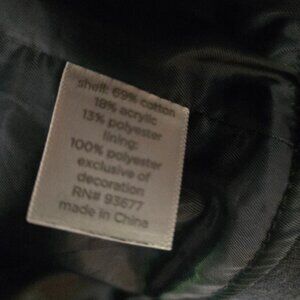 shell: 69% cotton
18% acrylic
13% polyester
lining:
100% polyester
exclusive of
decoration
RN# 93677
made in China